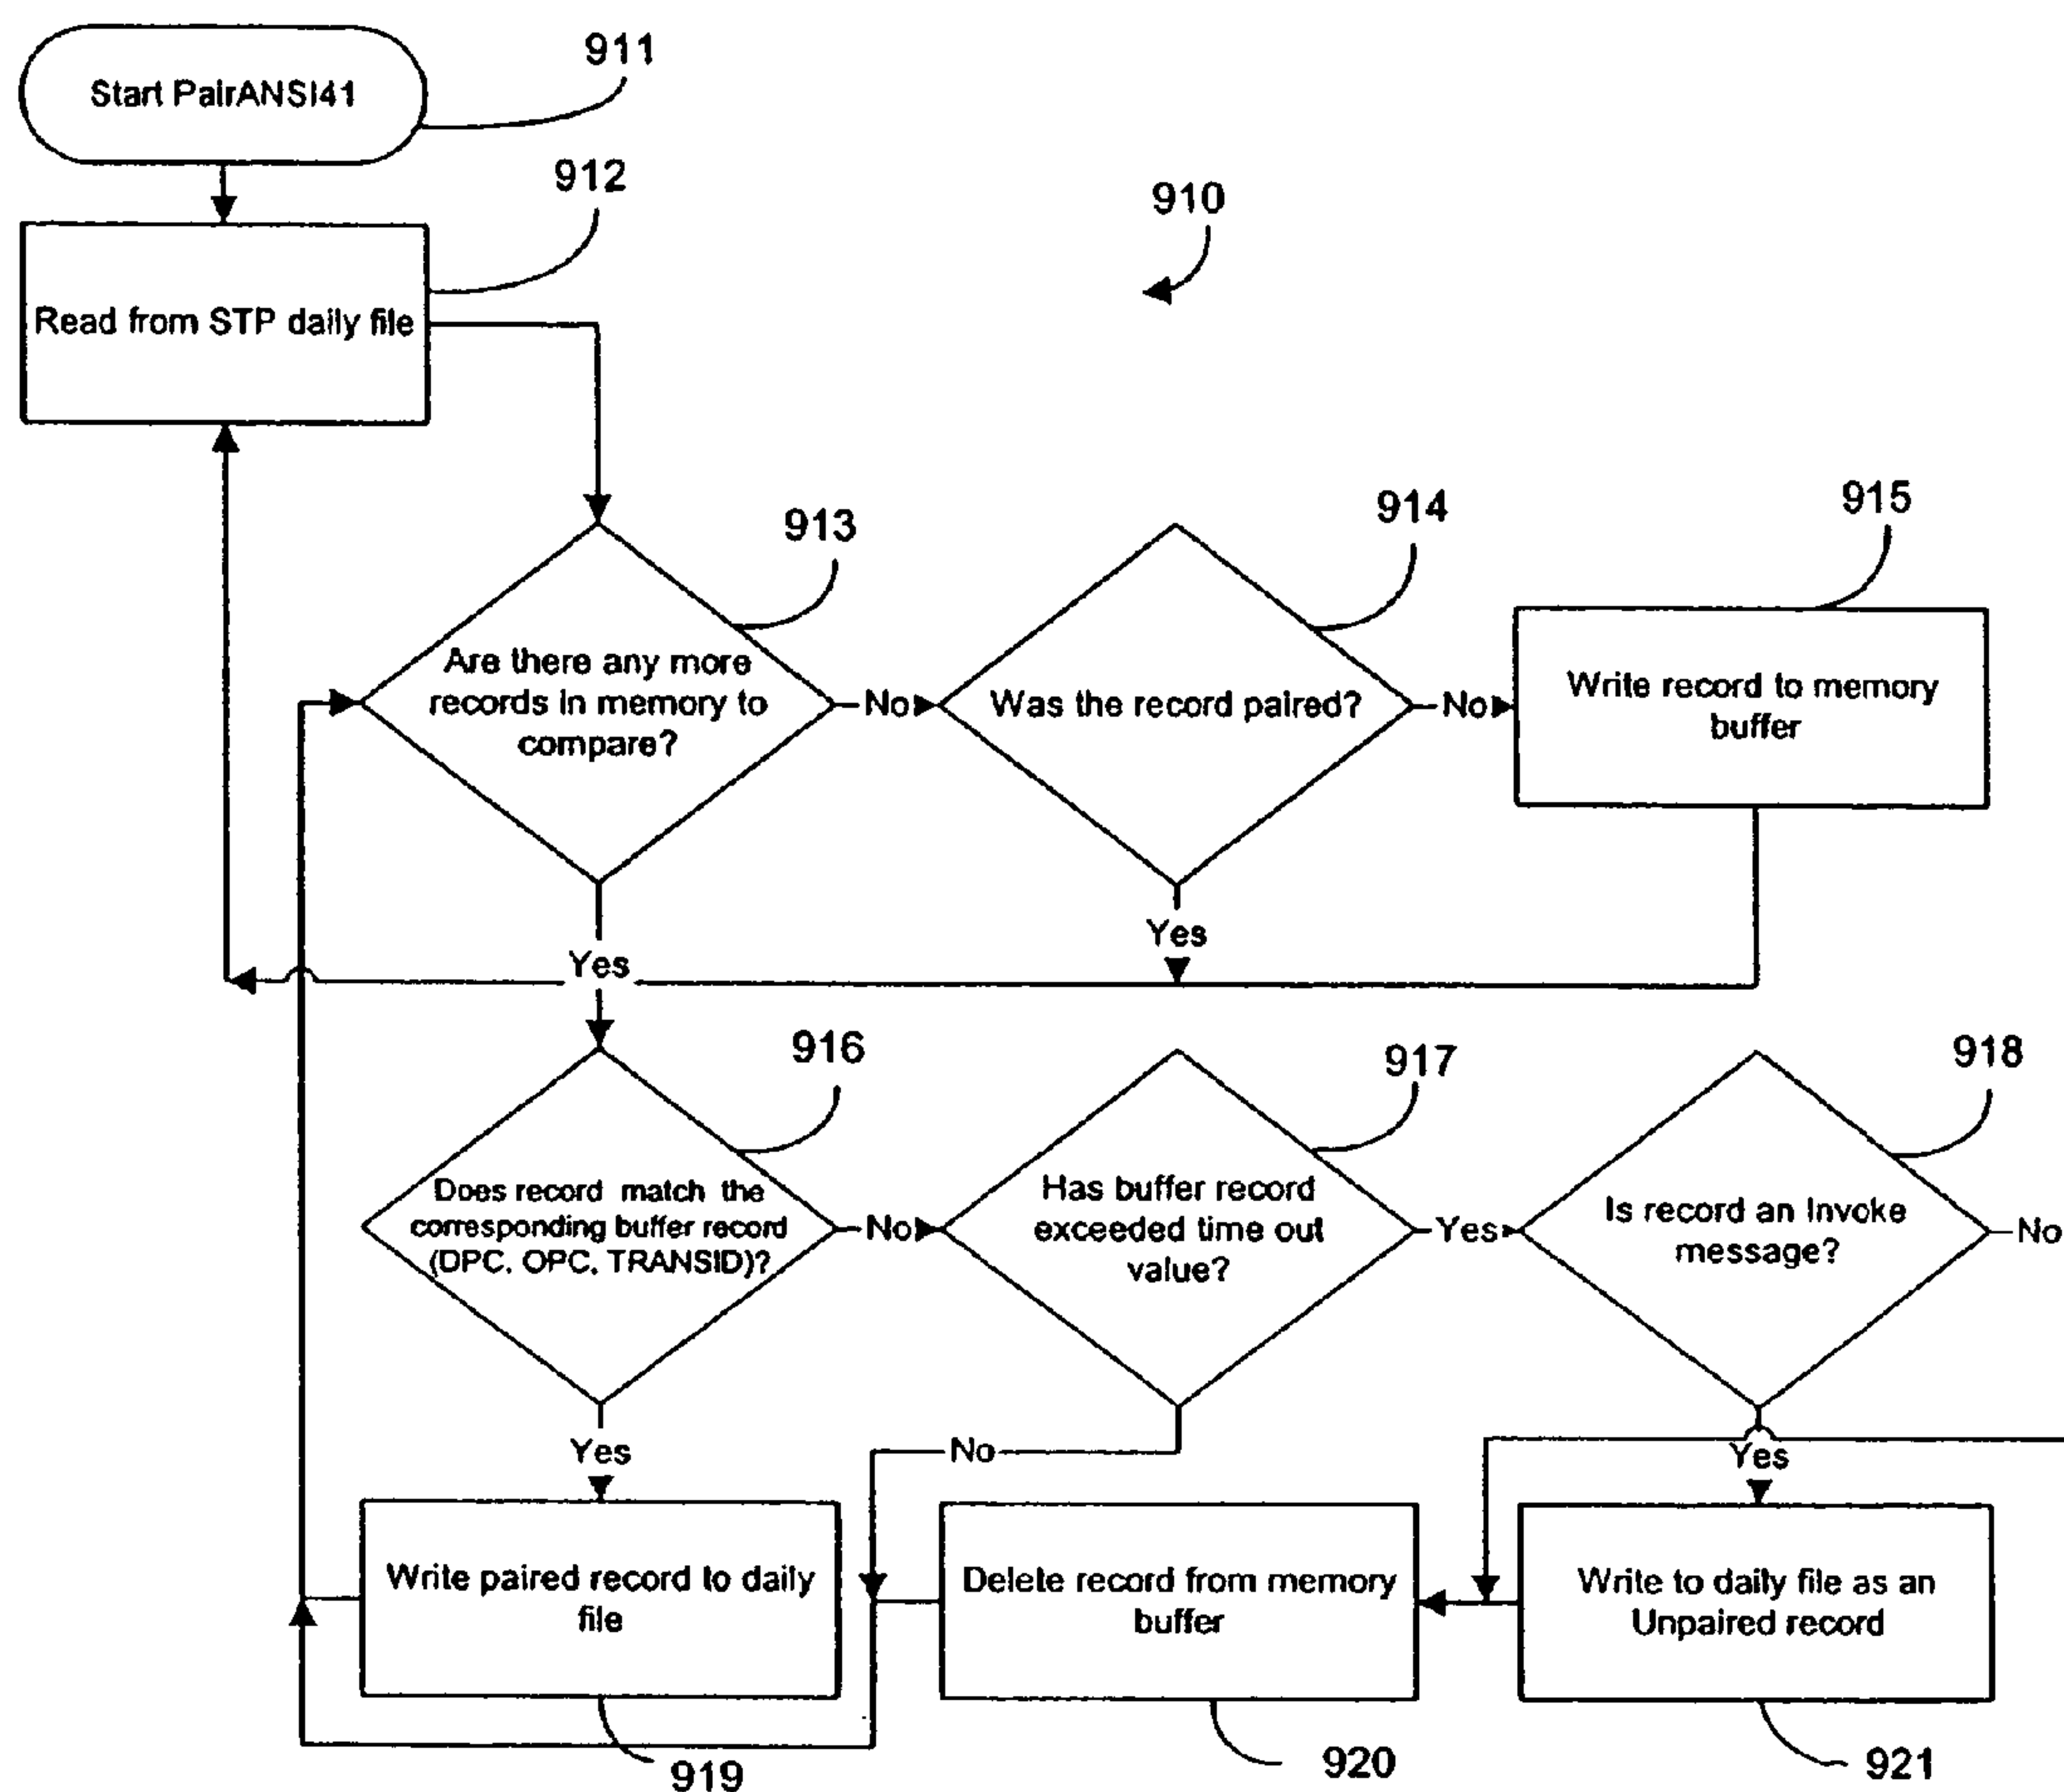 911
Start PairANSI41
912
910
Read from STP daily file
913
914
915
Are there any more
records in memory to
compare?
No
Was the record paired?
No
Write record to memory
buffer
Yes
Yes
916
917
918
Does record match the
corresponding buffer record
(DPC, OPC, TRANSID)?
No
Has buffer record
exceeded time out
value?
Yes
Is record an Invoke
message?
No
Yes
No
Yes
Write paired record to daily
file
Delete record from memory
buffer
Write to daily file as an
Unpaired record
919
920
921